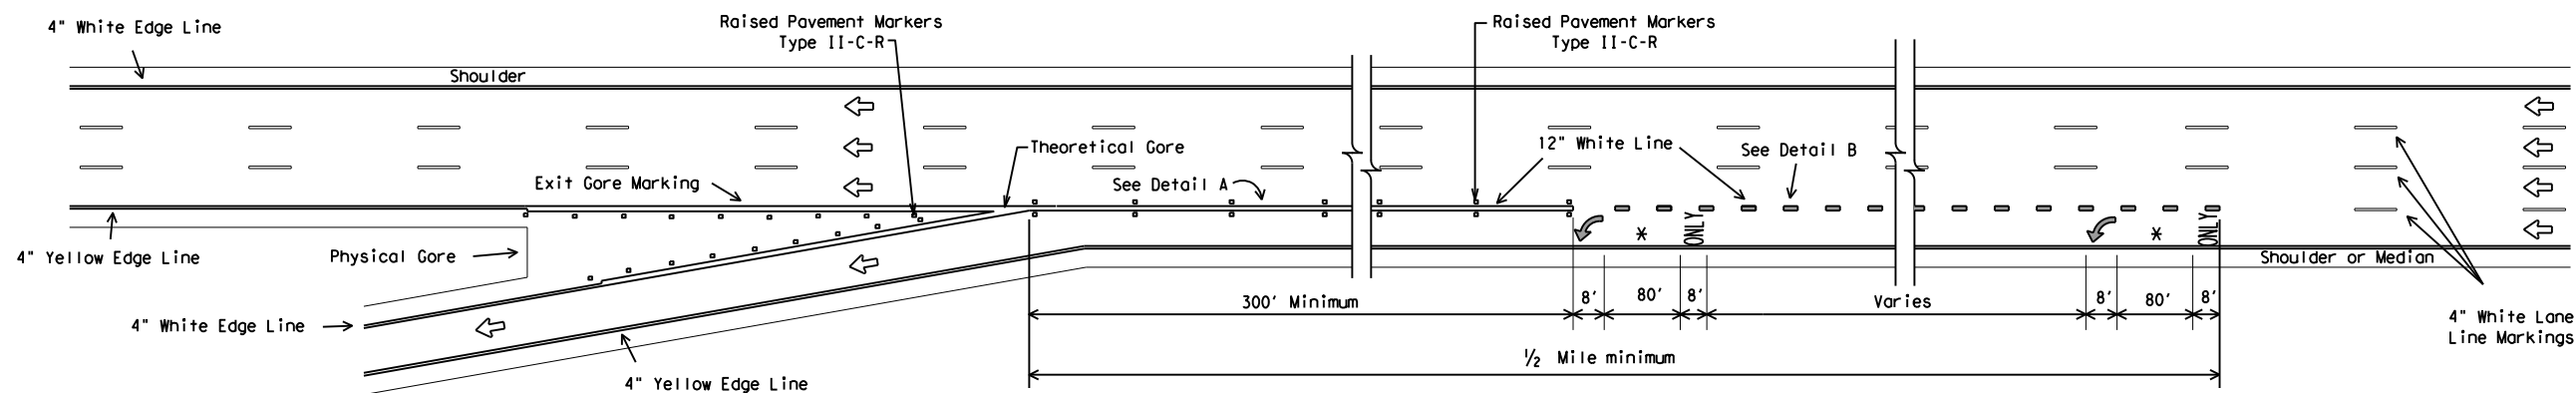 4" White Edge Line
Raised Pavement Markers
Type II-C-R
Raised Pavement Markers
Type II-C-R
Shoulder
Theoretical Gore
12" White Line
See Detail B
Exit Gore Marking
See Detail A
ONLY
*
ONLY
*
4" Yellow Edge Line
Physical Gore
Shoulder or Median
300' Minimum
8'
80'
8'
Varies
8'
80'
8'
4" White Edge Line
4" White Lane
Line Markings
½ Mile minimum
4" Yellow Edge Line